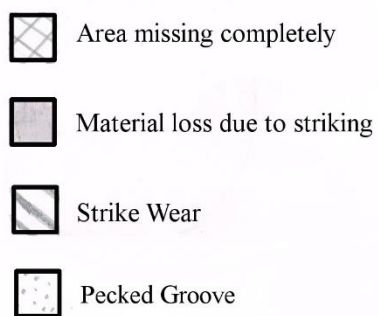 Area missing completely
Material loss due to striking
Strike Wear
Pecked Groove